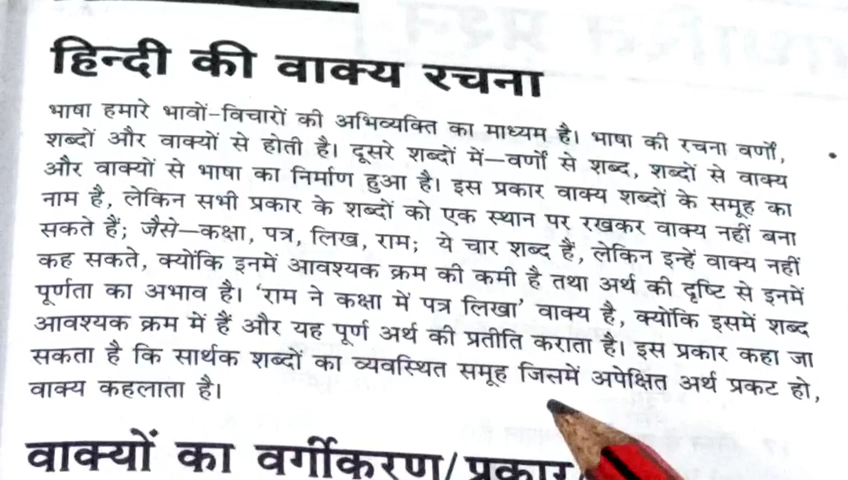 हिन्दी की वाक्य रचना
भाषा हमारे भावों-विचारों की अभिव्यक्ति का माध्यम है। भाषा की रचना वर्णों,
शब्दों और वाक्यों से होती है। दूसरे शब्दों में—वर्णों से शब्द, शब्दों से वाक्य
और वाक्यों से भाषा का निर्माण हुआ है। इस प्रकार वाक्य शब्दों के समूह का
नाम है, लेकिन सभी प्रकार के शब्दों को एक स्थान पर रखकर वाक्य नहीं बना
सकते हैं; जैसे—कक्षा, पत्र, लिख, राम; ये चार शब्द हैं, लेकिन इन्हें वाक्य नहीं
कह सकते, क्योंकि इनमें आवश्यक क्रम की कमी है तथा अर्थ की दृष्टि से इनमें
पूर्णता का अभाव है। ‘राम ने कक्षा में पत्र लिखा’ वाक्य है, क्योंकि इसमें शब्द
आवश्यक क्रम में हैं और यह पूर्ण अर्थ की प्रतीति कराता है। इस प्रकार कहा जा
सकता है कि सार्थक शब्दों का व्यवस्थित समूह जिसमें अपेक्षित अर्थ प्रकट हो,
वाक्य कहलाता है।
वाक्यों का वर्गीकरण/प्रकार